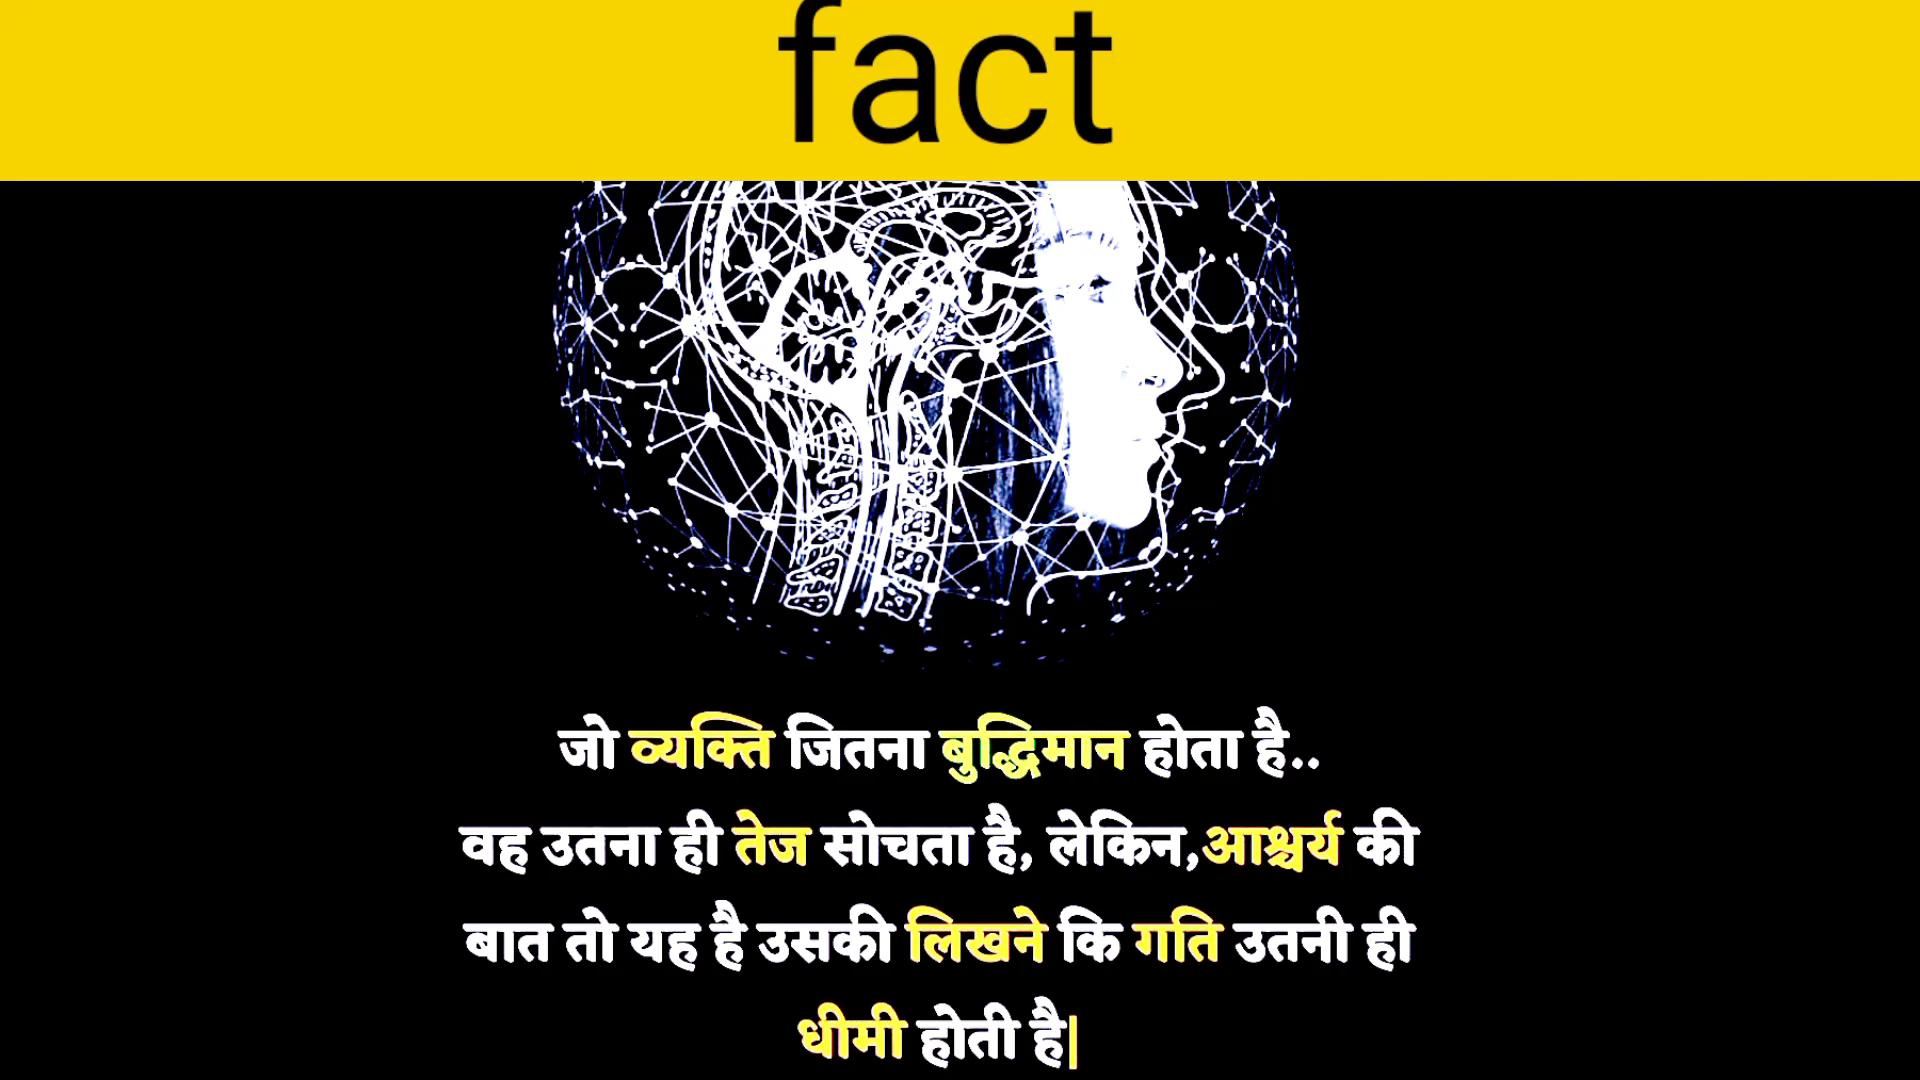 fact
जो व्यक्ति जितना बुद्धिमान होता है..
वह उतना ही तेज सोचता है, लेकिन,आश्चर्य की
बात तो यह है उसकी लिखने कि गति उतनी ही
धीमी होती है|